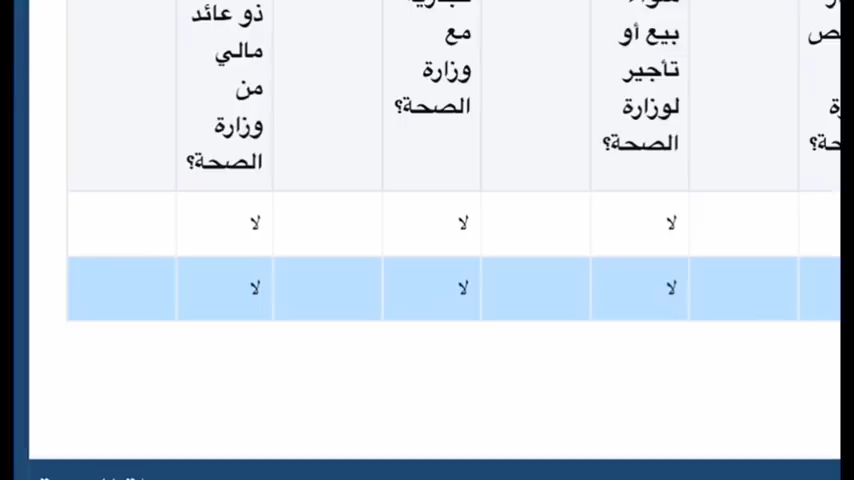 بيع أو
تأجير
لوزارة
الصحة؟
مع
وزارة
الصحة؟
ذو عائد
مالي
من
وزارة
الصحة؟
لا لا لا
لا لا لا